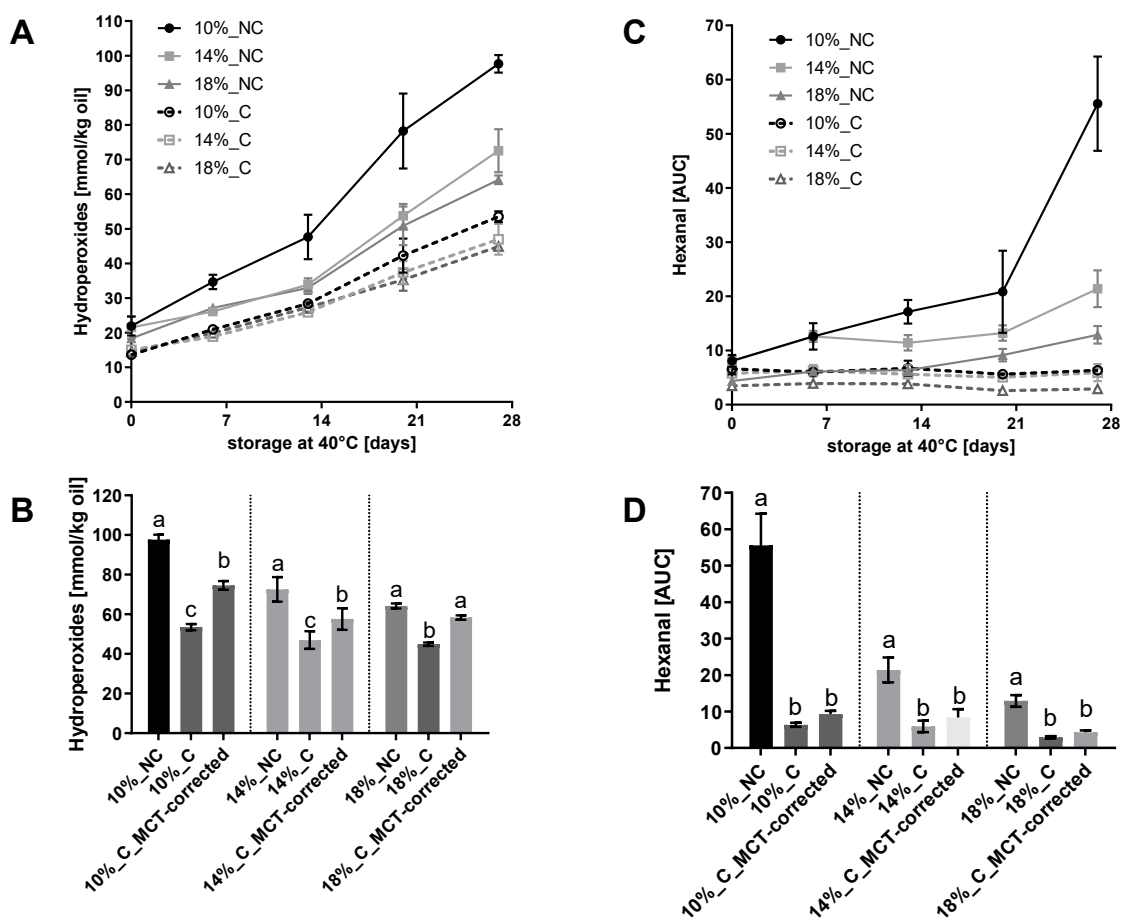 A
Hydroperoxides [mmol/kg oil]
110
100
90
80
70
60
50
40
30
20
10
0
0 7 14 21 28
storage at 40°C [days]
10%_NC
14%_NC
18%_NC
10%_C
14%_C
18%_C
C
Hexanal [AUC]
70
60
50
40
30
20
10
0
0 7 14 21 28
storage at 40°C [days]
10%_NC
14%_NC
18%_NC
10%_C
14%_C
18%_C
B
Hydroperoxides [mmol/kg oil]
120
100
80
60
40
20
0
a c b a c b a b a
10%_NC
10%_C
10%_C_MCT-corrected
14%_NC
14%_C
14%_C_MCT-corrected
18%_NC
18%_C
18%_C_MCT-corrected
D
Hexanal [AUC]
70
60
50
40
30
20
10
0
a b b a b b a b b
10%_NC
10%_C
10%_C_MCT-corrected
14%_NC
14%_C
14%_C_MCT-corrected
18%_NC
18%_C
18%_C_MCT-corrected